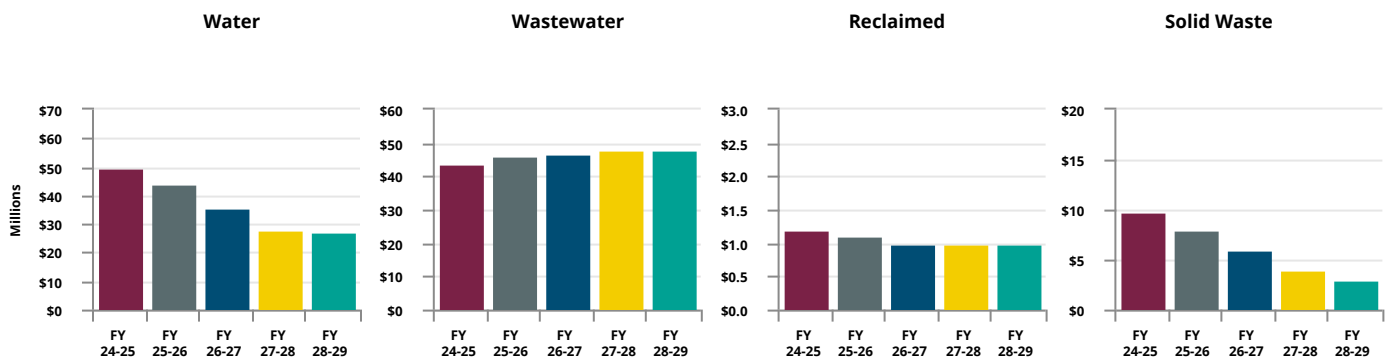 Water
Wastewater
Reclaimed
Solid Waste
Millions
$70
$60
$50
$40
$30
$20
$10
$0
FY 24-25
FY 25-26
FY 26-27
FY 27-28
FY 28-29
$60
$50
$40
$30
$20
$10
$0
FY 24-25
FY 25-26
FY 26-27
FY 27-28
FY 28-29
$3.0
$2.5
$2.0
$1.5
$1.0
$0.5
$0.0
FY 24-25
FY 25-26
FY 26-27
FY 27-28
FY 28-29
$20
$15
$10
$5
$0
FY 24-25
FY 25-26
FY 26-27
FY 27-28
FY 28-29